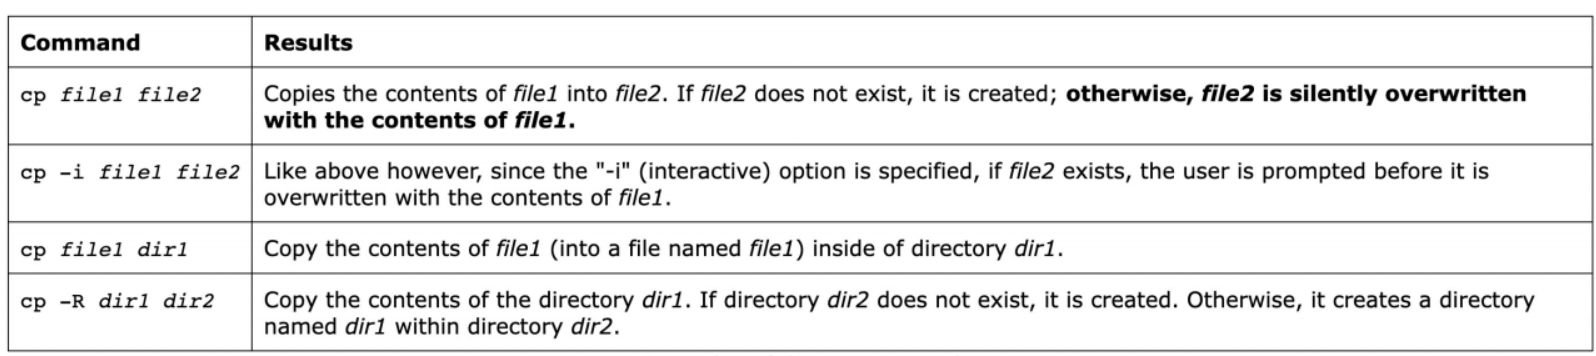 Command Results
cp file1 file2 Copies the contents of file1 into file2. If file2 does not exist, it is created; otherwise, file2 is silently overwritten
with the contents of file1.
cp -i file1 file2 Like above however, since the "-i" (interactive) option is specified, if file2 exists, the user is prompted before it is
overwritten with the contents of file1.
cp file1 dir1 Copy the contents of file1 (into a file named file1) inside of directory dir1.
cp -R dir1 dir2 Copy the contents of the directory dir1. If directory dir2 does not exist, it is created. Otherwise, it creates a directory
named dir1 within directory dir2.